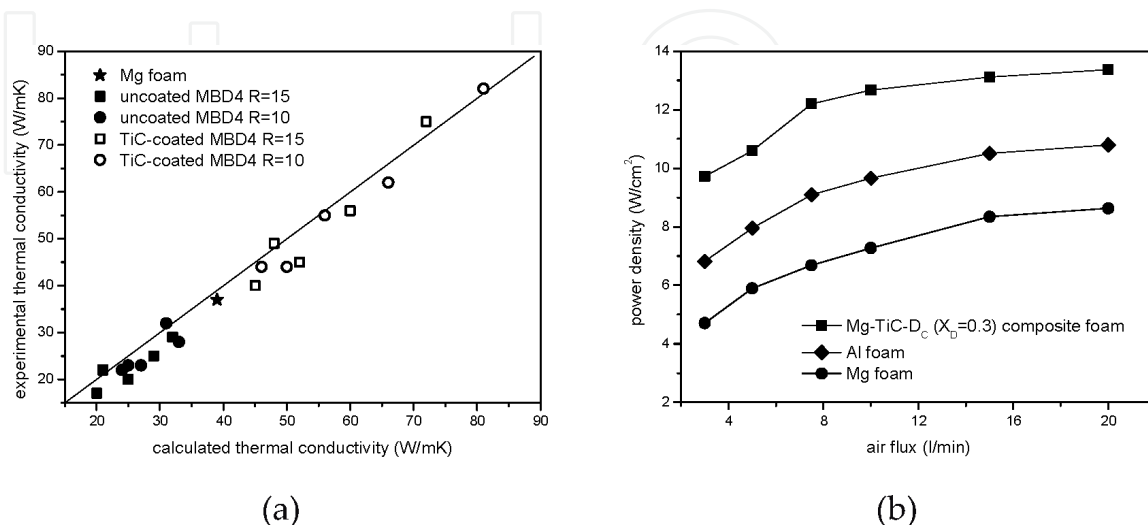 90
80
70
60
50
40
30
20
experimental thermal conductivity (W/mK)
Mg foam
uncoated MBD4 R=15
uncoated MBD4 R=10
TiC-coated MBD4 R=15
TiC-coated MBD4 R=10
20 30 40 50 60 70 80 90
calculated thermal conductivity (W/mK)
(a)
14
12
10
8
6
4
2
power density (W/cm²)
Mg-TiC-D_C (X_D=0.3) composite foam
Al foam
Mg foam
4 8 12 16 20
air flux (l/min)
(b)